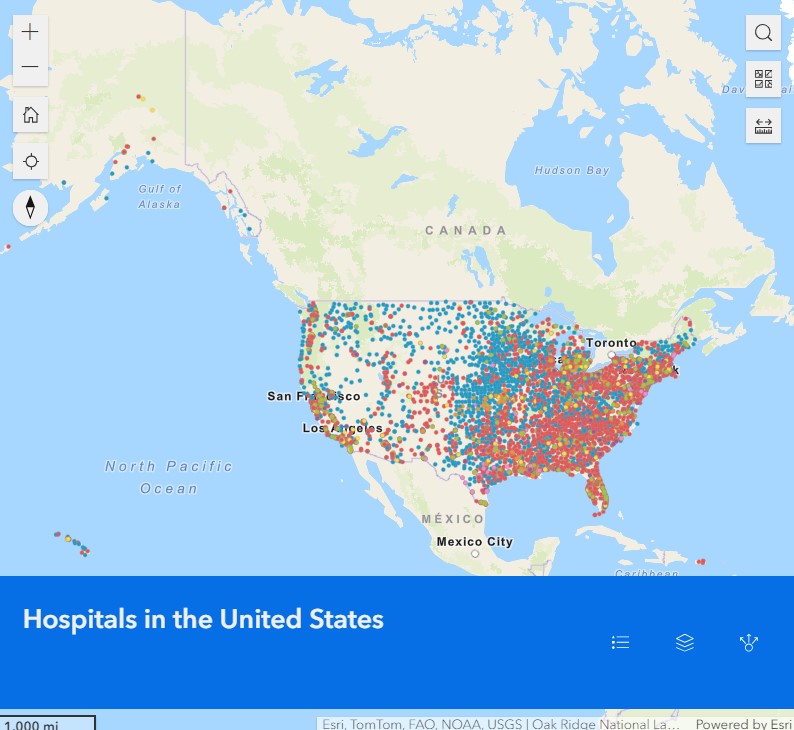 Dav
Hudson Bay
Gulf of
Alaska
CANADA
Toronto
San Francisco
Los Angeles
North Pacific
Ocean
MÉXICO
Mexico City
Caribbean
Hospitals in the United States
1,000 mi
Esri, TomTom, FAO, NOAA, USGS | Oak Ridge National La...
Powered by Esri